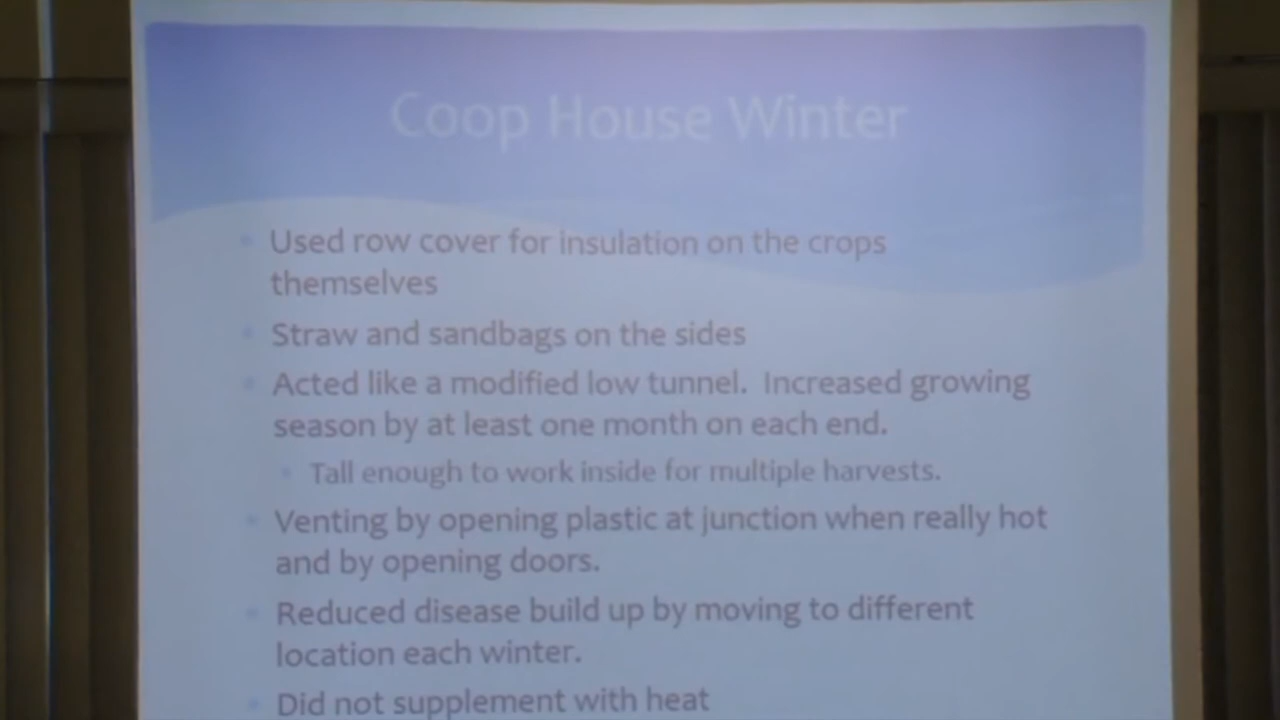 Coop House Winter
Used row cover for insulation on the crops
themselves
Straw and sandbags on the sides
Acted like a modified low tunnel.  Increased growing
season by at least one month on each end.
Tall enough to work inside for multiple harvests.
Venting by opening plastic at junction when really hot
and by opening doors.
Reduced disease build up by moving to different
location each winter.
Did not supplement with heat